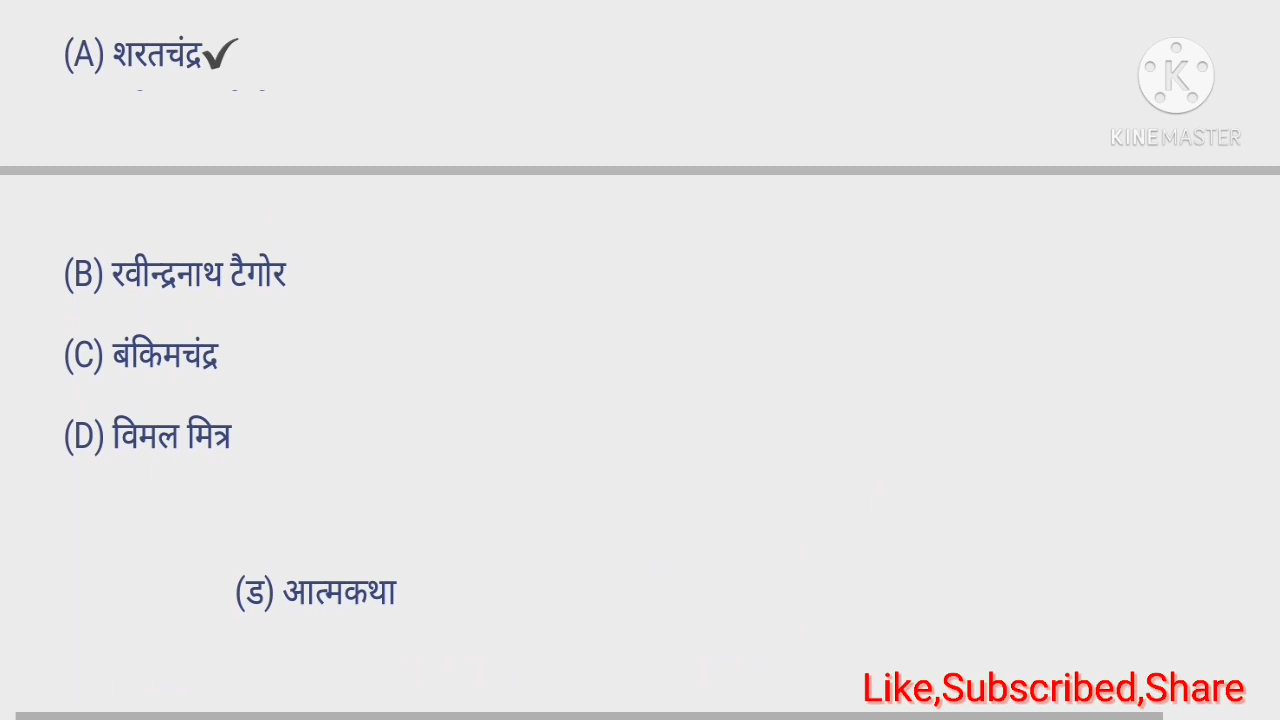 (A) शरतचंद्र✔
KINEMASTER
(B) रवीन्द्रनाथ टैगोर
(C) बंकिमचंद्र
(D) विमल मित्र
(ड) आत्मकथा
Like,Subscribed,Share